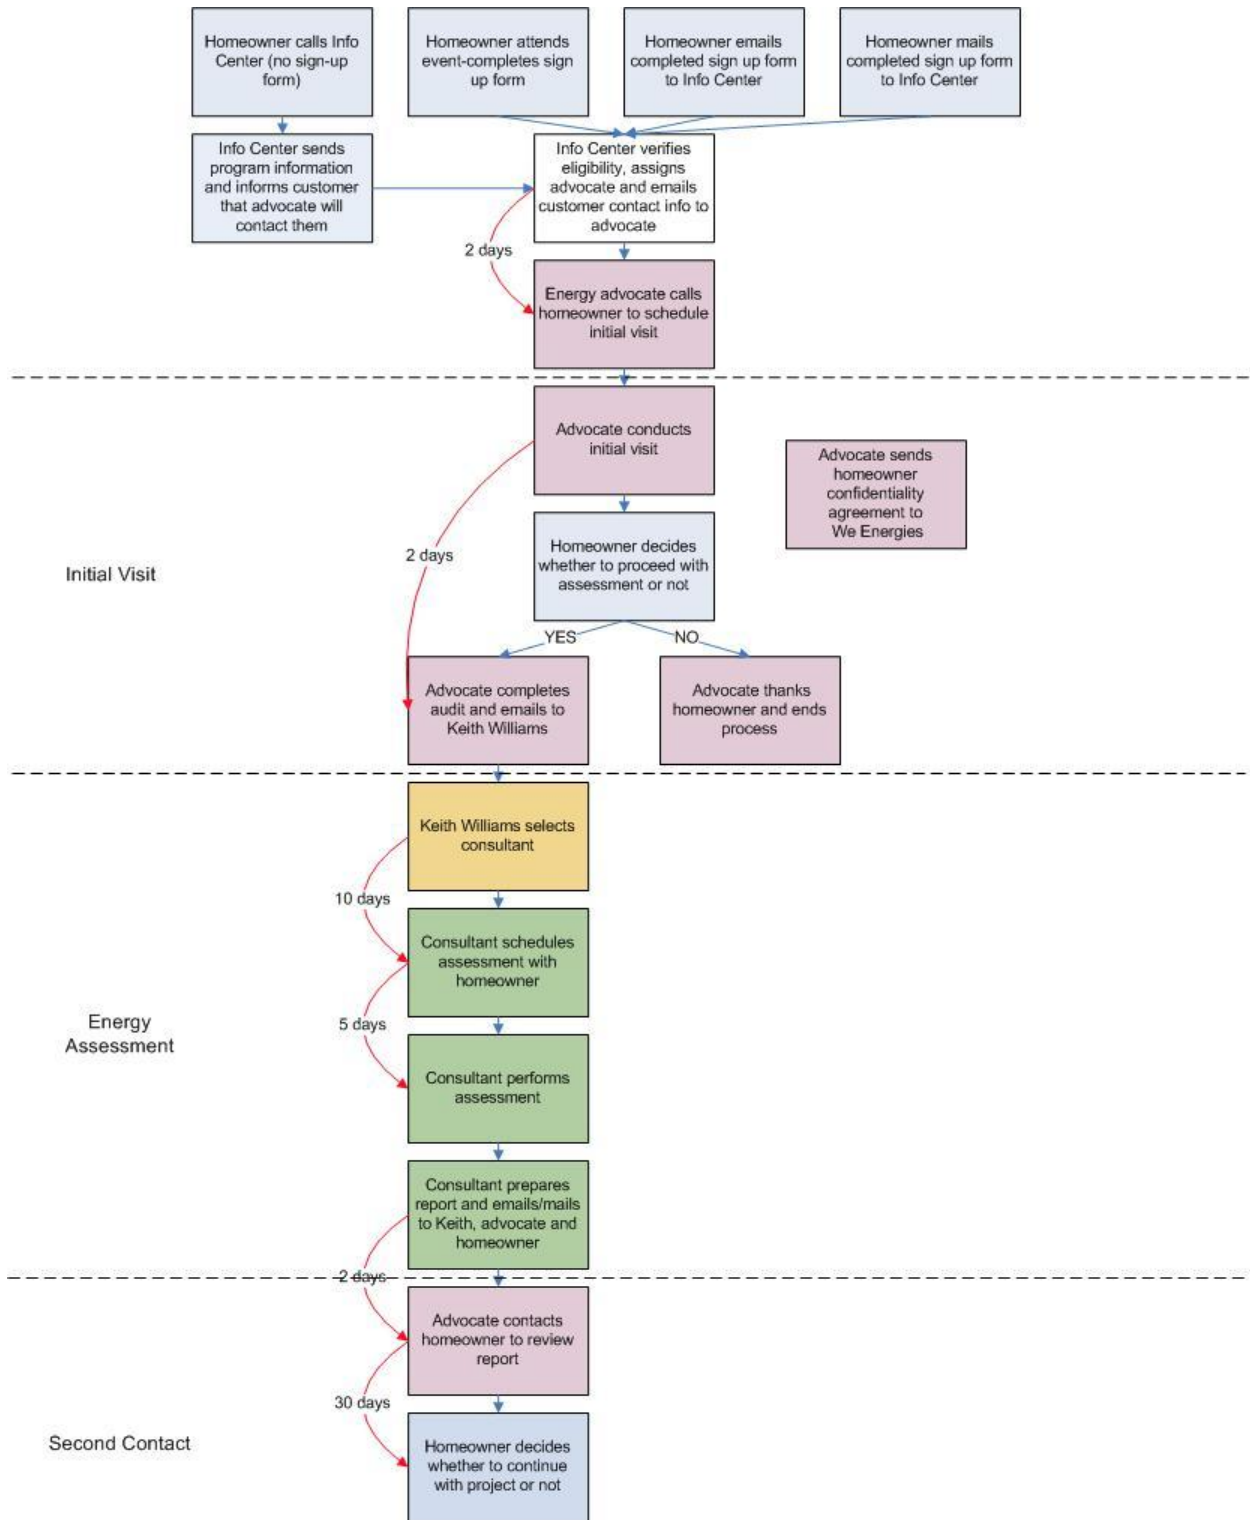 Homeowner calls Info
Center (no sign-up
form)
Homeowner attends
event-completes sign
up form
Homeowner emails
completed sign up form
to Info Center
Homeowner mails
completed sign up form
to Info Center
Info Center sends
program information
and informs customer
that advocate will
contact them
Info Center verifies
eligibility, assigns
advocate and emails
customer contact info to
advocate
2 days
Energy advocate calls
homeowner to schedule
initial visit
Advocate conducts
initial visit
Advocate sends
homeowner
confidentiality
agreement to
We Energies
2 days
Homeowner decides
whether to proceed with
assessment or not
Initial Visit
YES
NO
Advocate completes
audit and emails to
Keith Williams
Advocate thanks
homeowner and ends
process
Keith Williams selects
consultant
10 days
Consultant schedules
assessment with
homeowner
5 days
Energy
Assessment
Consultant performs
assessment
Consultant prepares
report and emails/mails
to Keith, advocate and
homeowner
2 days
Advocate contacts
homeowner to review
report
30 days
Second Contact
Homeowner decides
whether to continue
with project or not